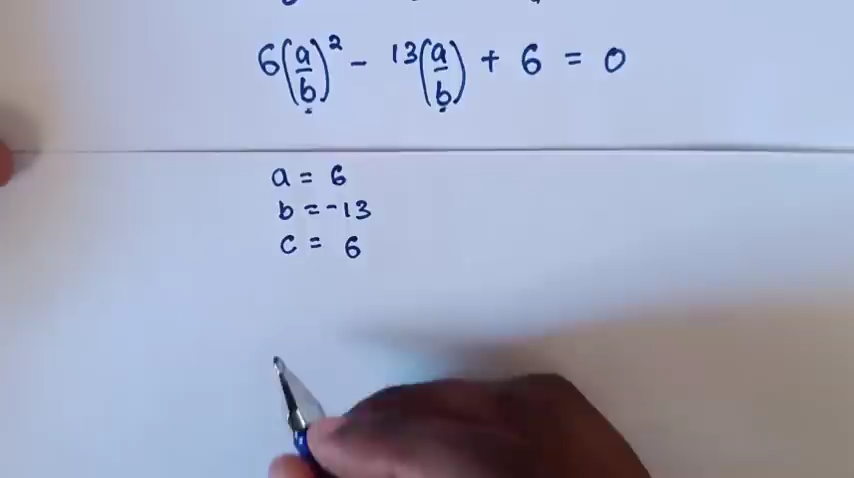 6(a/b)² - 13(a/b) + 6 = 0
a = 6
b = -13
c = 6